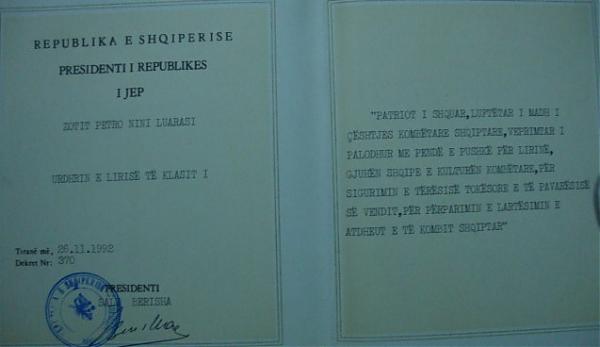 REPUBLIKA E SHQIPERISE
PRESIDENTI I REPUBLIKES
I JEP
ZOTIT PETRO NINI LUARASI
URDHRIN E LIRISË TË KLASIT I
Tiranë më, 26.11.1992
Dekret Nr: 370
PRESIDENTI
SALI BERISHA
"PATRIOT I SHQUAR,LUFTËTAR I MADH I
ÇËSHTJES KOMBËTARE SHQIPTARE,VEPRIMTAR I
PALODHUR ME PENDË E PUSHKË PËR LIRINË,
GJUHËN SHQIPE E KULTURËN KOMBËTARE,PËR
SIGURIMIN E TËRËSISË TOKËSORE E TË PAVARËSISË
SË VENDIT,PËR PËRPARIMIN E LARTËSIMIN E
ATDHEUT E TË KOMBIT SHQIPTAR"